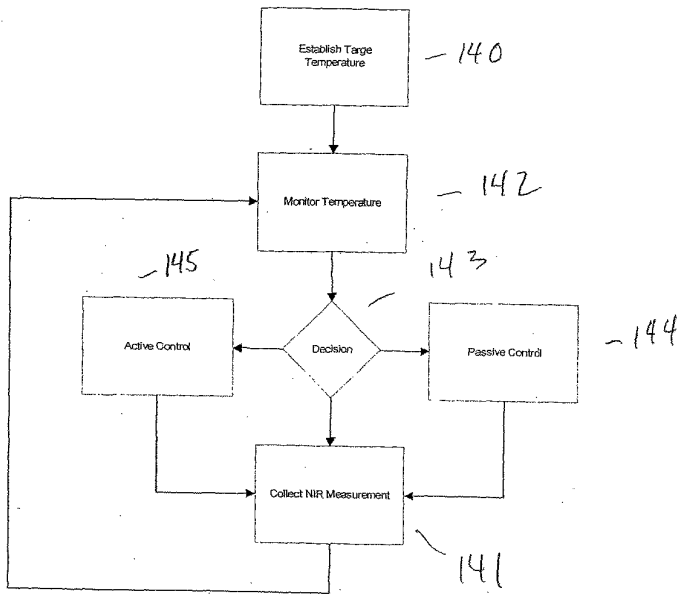 Establish Targe
Temperature
140
Monitor Temperature
142
143
145
Active Control
Decision
Passive Control
144
Collect NIR Measurement
141